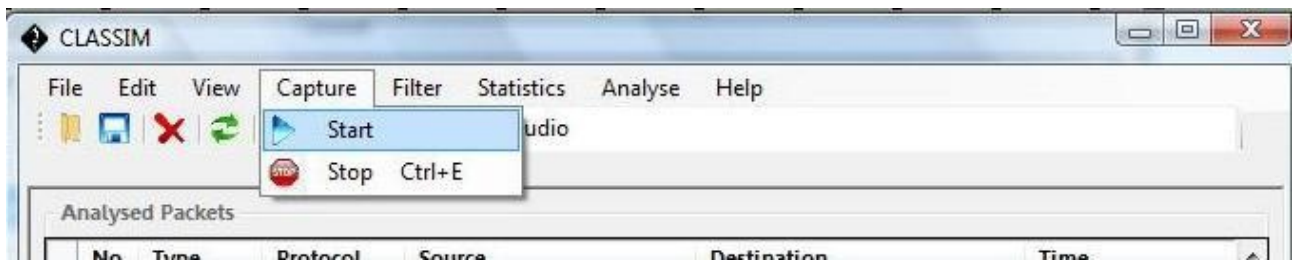 CLASSIM
File Edit View Capture Filter Statistics Analyse Help
Start udio
Stop Ctrl+E
Analysed Packets
No Type Protocol Source Destination Time